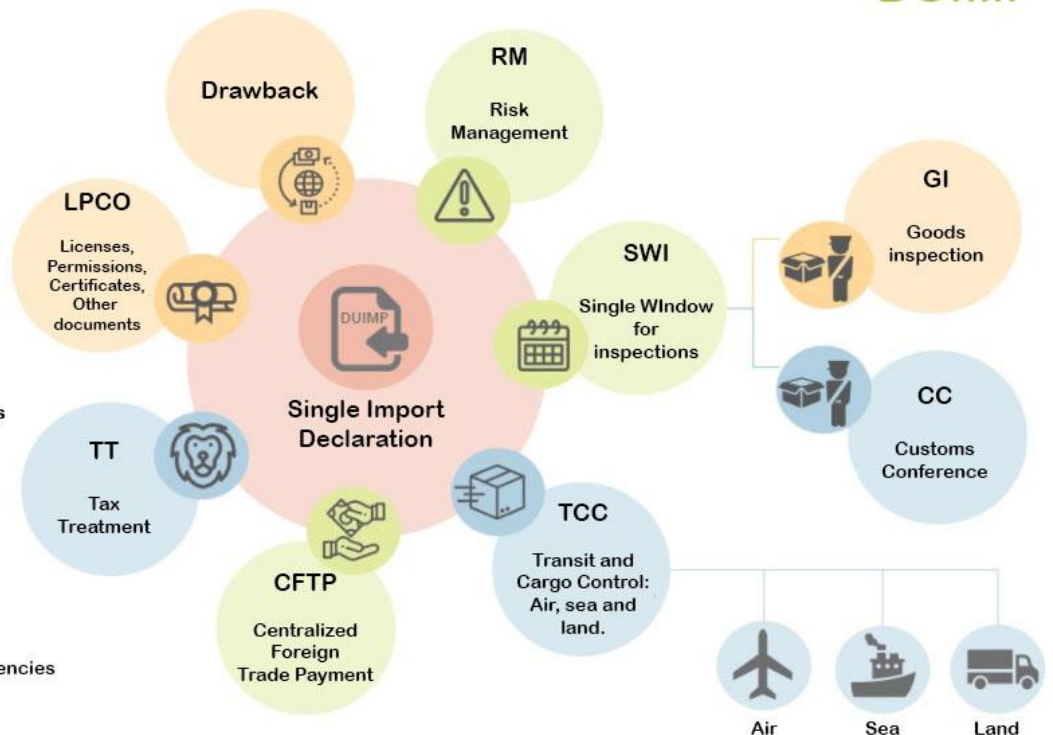 Drawback
RM
Risk
Management
LPCO
Licenses,
Permissions,
Certificates,
Other
documents
DUIMP
Single Import
Declaration
SWI
Single WIndow
for
inspections
GI
Goods
inspection
CC
Customs
Conference
TT
Tax
Treatment
CFTP
Centralized
Foreign
Trade Payment
TCC
Transit and
Cargo Control:
Air, sea and
land.
Air
Sea
Land